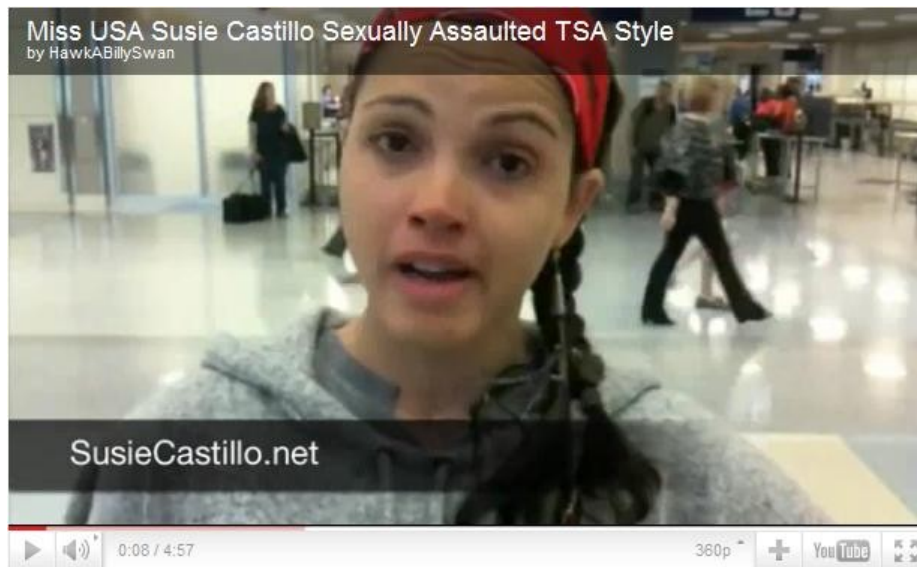 Miss USA Susie Castillo Sexually Assaulted TSA Style
by HawkABillySwan
SusieCastillo.net
0:08 / 4:57
360p
YouTube